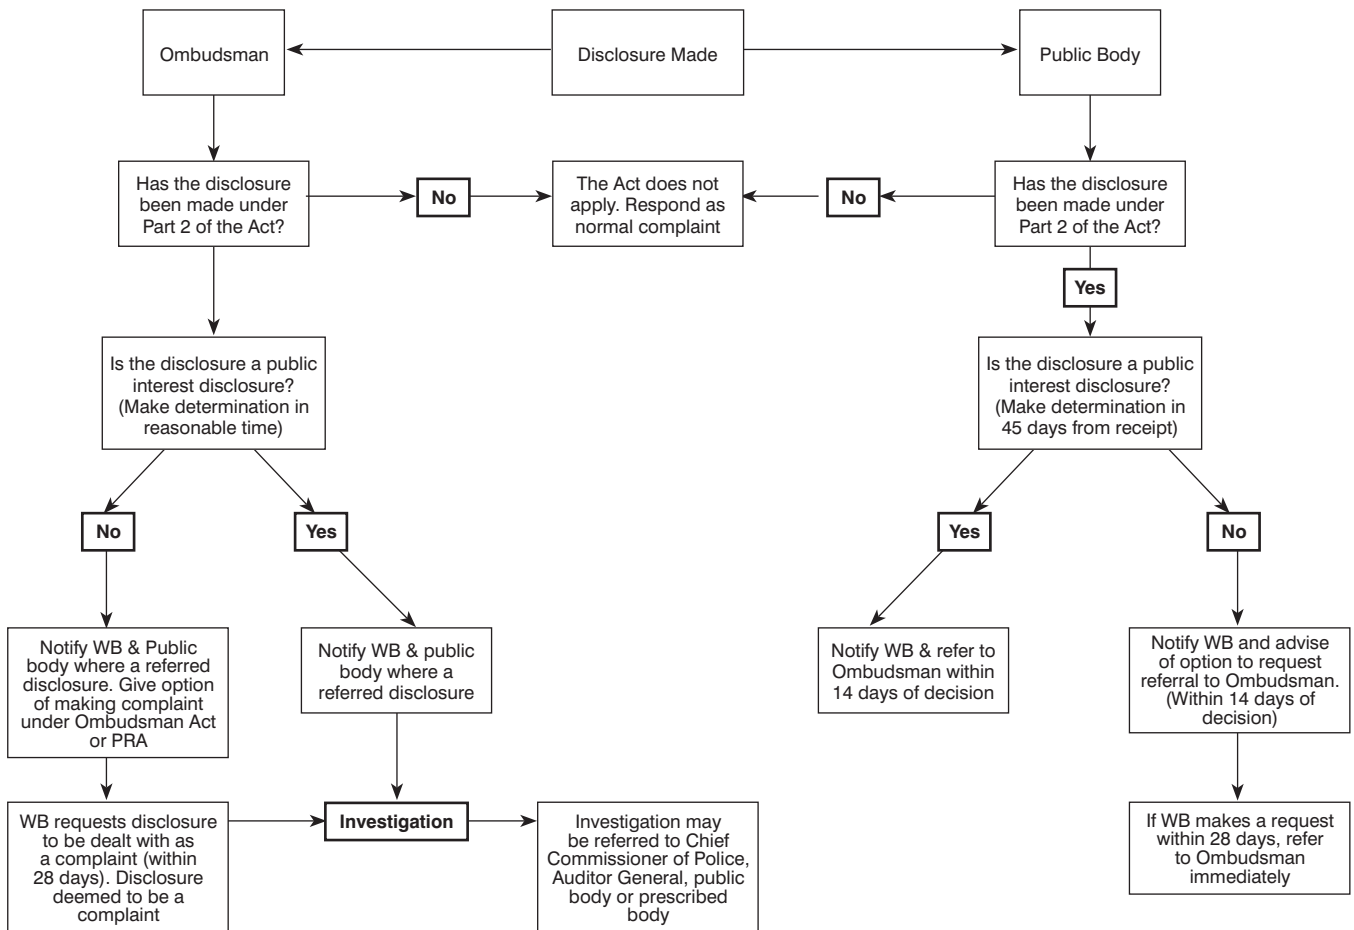 Ombudsman
Disclosure Made
Public Body
Has the disclosure
been made under
Part 2 of the Act?
No
The Act does not
apply. Respond as
normal complaint
No
Has the disclosure
been made under
Part 2 of the Act?
Yes
Is the disclosure a public
interest disclosure?
(Make determination in
reasonable time)
Is the disclosure a public
interest disclosure?
(Make determination in
45 days from receipt)
No
Yes
Yes
No
Notify WB & Public
body where a referred
disclosure. Give option
of making complaint
under Ombudsman Act
or PRA
Notify WB & public
body where a
referred disclosure
Notify WB & refer to
Ombudsman within
14 days of decision
Notify WB and advise
of option to request
referral to Ombudsman.
(Within 14 days of
decision)
WB requests disclosure
to be dealt with as
a complaint (within
28 days). Disclosure
deemed to be a
complaint
Investigation
Investigation may
be referred to Chief
Commissioner of Police,
Auditor General, public
body or prescribed
body
If WB makes a request
within 28 days, refer
to Ombudsman
immediately